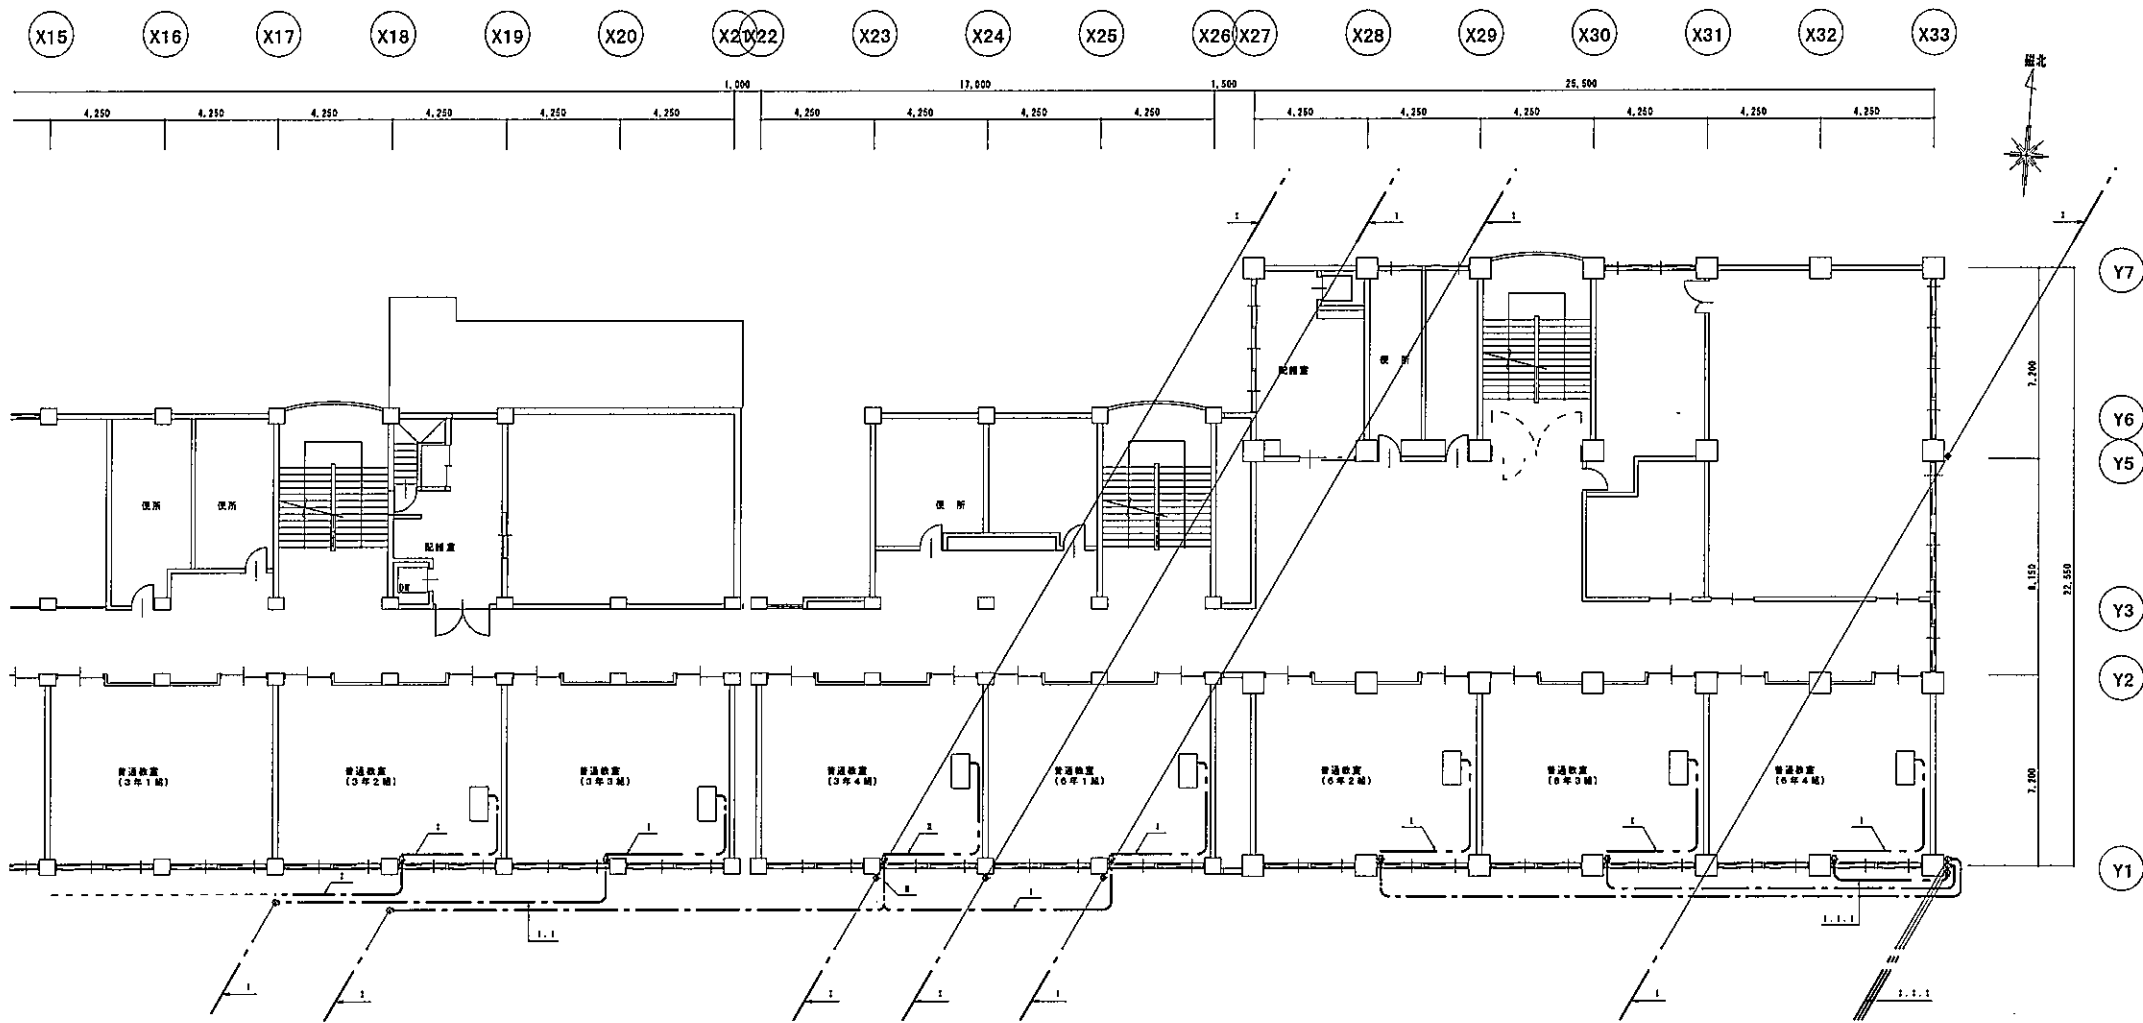 X15 X16 X17 X18 X19 X20 X21 X22 X23 X24 X25 X26 X27 X28 X29 X30 X31 X32 X33
磁北
1,000 17,000 1,500 25,500
4,250 4,250 4,250 4,250 4,250 4,250 4,250 4,250 4,250 4,250 4,250 4,250 4,250 4,250 4,250 4,250
Y7
配膳室
便所
7,200
Y6
Y5
便所
便所
配膳室
便所
DW
8,150
22,550
Y3
Y2
普通教室
(3年1組)
普通教室
(3年2組)
普通教室
(3年3組)
普通教室
(3年4組)
普通教室
(6年1組)
普通教室
(6年2組)
普通教室
(6年3組)
普通教室
(6年4組)
7,200
Y1